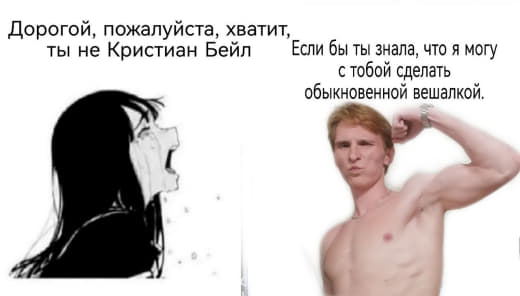 Дорогой, пожалуйста, хватит,
ты не Кристиан Бейл
Если бы ты знала, что я могу
с тобой сделать
обыкновенной вешалкой.